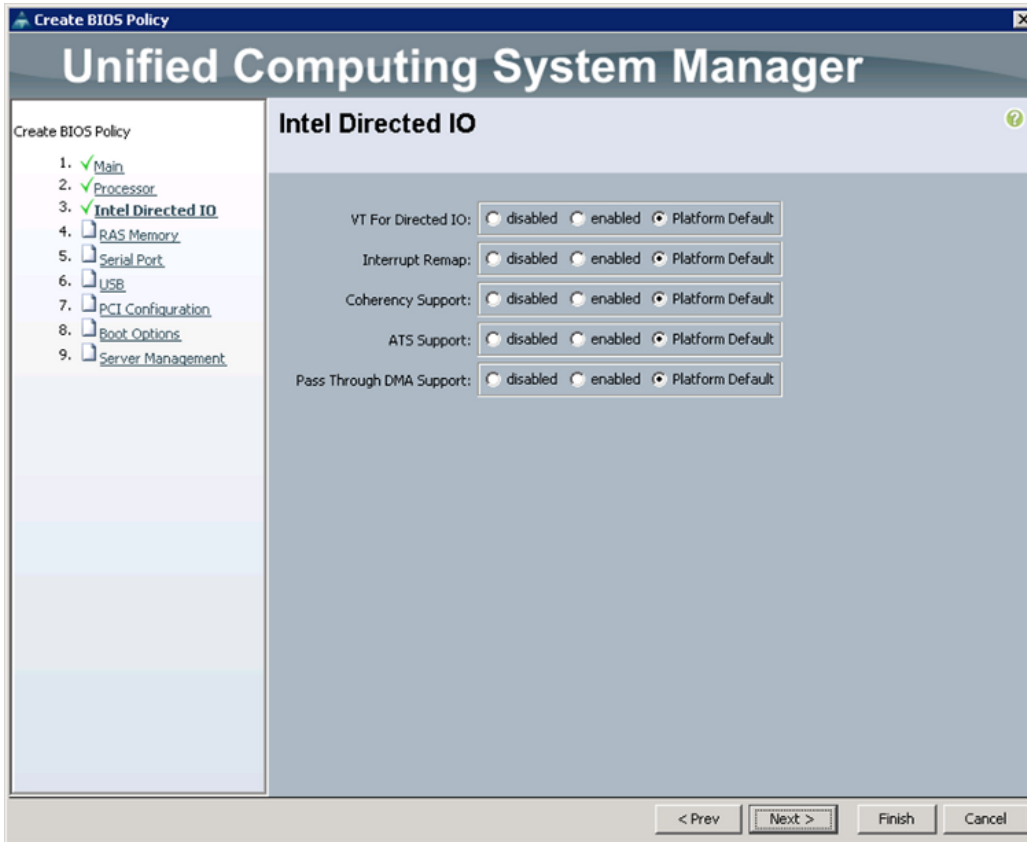 Create BIOS Policy
Unified Computing System Manager
Create BIOS Policy
1. Main
2. Processor
3. Intel Directed IO
4. RAS Memory
5. Serial Port
6. USB
7. PCI Configuration
8. Boot Options
9. Server Management
Intel Directed IO
?
VT For Directed IO: disabled enabled Platform Default
Interrupt Remap: disabled enabled Platform Default
Coherency Support: disabled enabled Platform Default
ATS Support: disabled enabled Platform Default
Pass Through DMA Support: disabled enabled Platform Default
< Prev Next > Finish Cancel